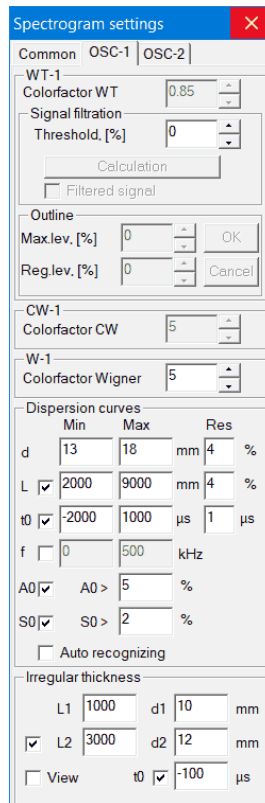 Spectrogram settings
Common OSC-1 OSC-2
WT-1
Colorfactor WT 0.85
Signal filtration
Threshold, [%] 0
Calculation
Filtered signal
Outline
Max.lev, [%] 0 OK
Reg.lev, [%] 0 Cancel
CW-1
Colorfactor CW 5
W-1
Colorfactor Wigner 5
Dispersion curves
Min Max Res
d 13 18 mm 4 %
L 2000 9000 mm 4 %
t0 -2000 1000 µs 1 µs
f 0 500 kHz
A0 A0 > 5 %
S0 S0 > 2 %
Auto recognizing
Irregular thickness
L1 1000 d1 10 mm
L2 3000 d2 12 mm
View t0 -100 µs